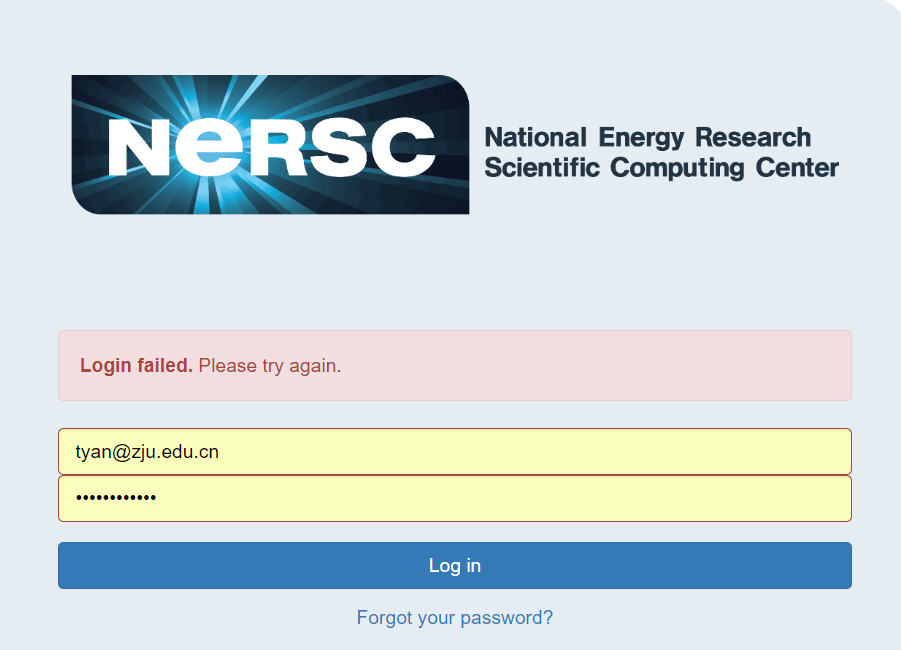 NeRSC
National Energy Research
Scientific Computing Center
Login failed. Please try again.
tyan@zju.edu.cn
••••••••••••
Log in
Forgot your password?